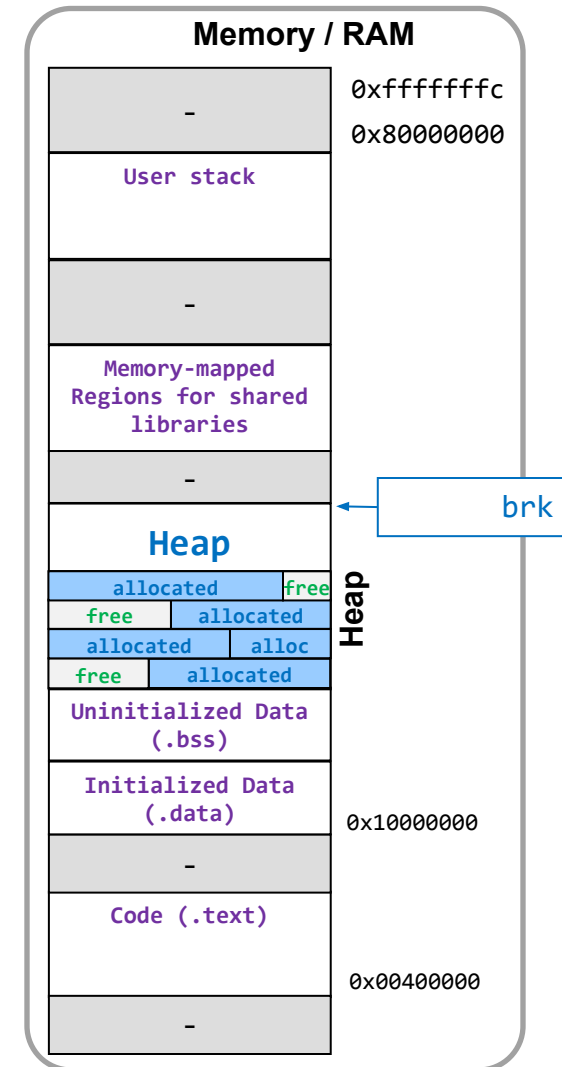 Memory / RAM
0xfffffffc
-
0x80000000
User stack
-
Memory-mapped
Regions for shared
libraries
-
brk
Heap
allocated free
free allocated
allocated alloc
free allocated
Heap
Uninitialized Data
(.bss)
Initialized Data
(.data)
0x10000000
-
Code (.text)
0x00400000
-